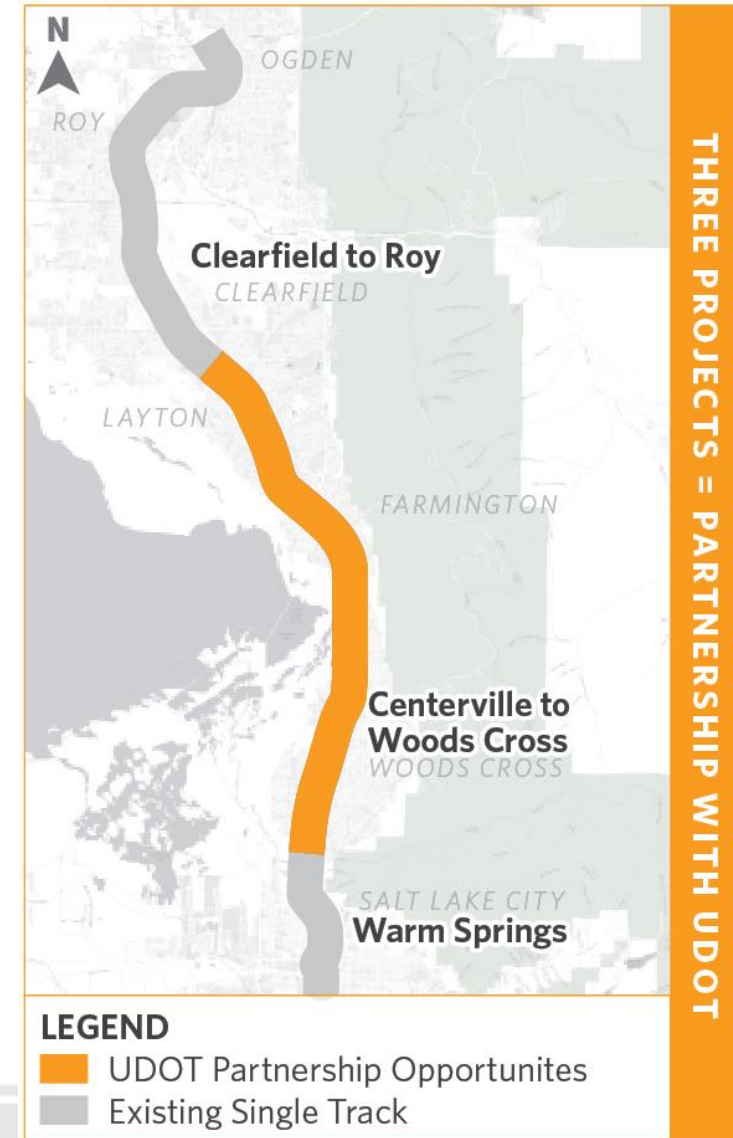 N
OGDEN
ROY
Clearfield to Roy
CLEARFIELD
LAYTON
FARMINGTON
Centerville to
Woods Cross
WOODS CROSS
SALT LAKE CITY
Warm Springs
LEGEND
UDOT Partnership Opportunites
Existing Single Track
THREE PROJECTS = PARTNERSHIP WITH UDOT